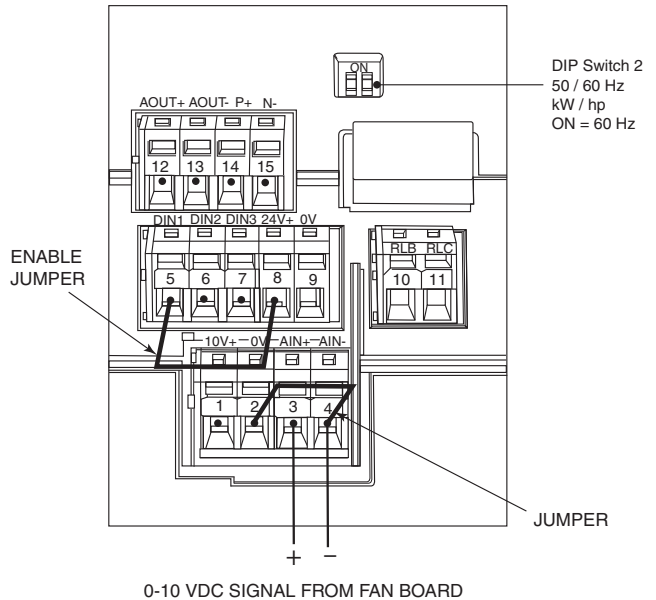 ON
DIP Switch 2
50 / 60 Hz
kW / hp
ON = 60 Hz
AOUT+ AOUT- P+ N-
12 13 14 15
DIN1 DIN2 DIN3 24V+ 0V
RLB RLC
ENABLE
JUMPER
5 6 7 8 9
10 11
10V+ 0V AIN+ AIN-
1 2 3 4
JUMPER
+ −
0-10 VDC SIGNAL FROM FAN BOARD